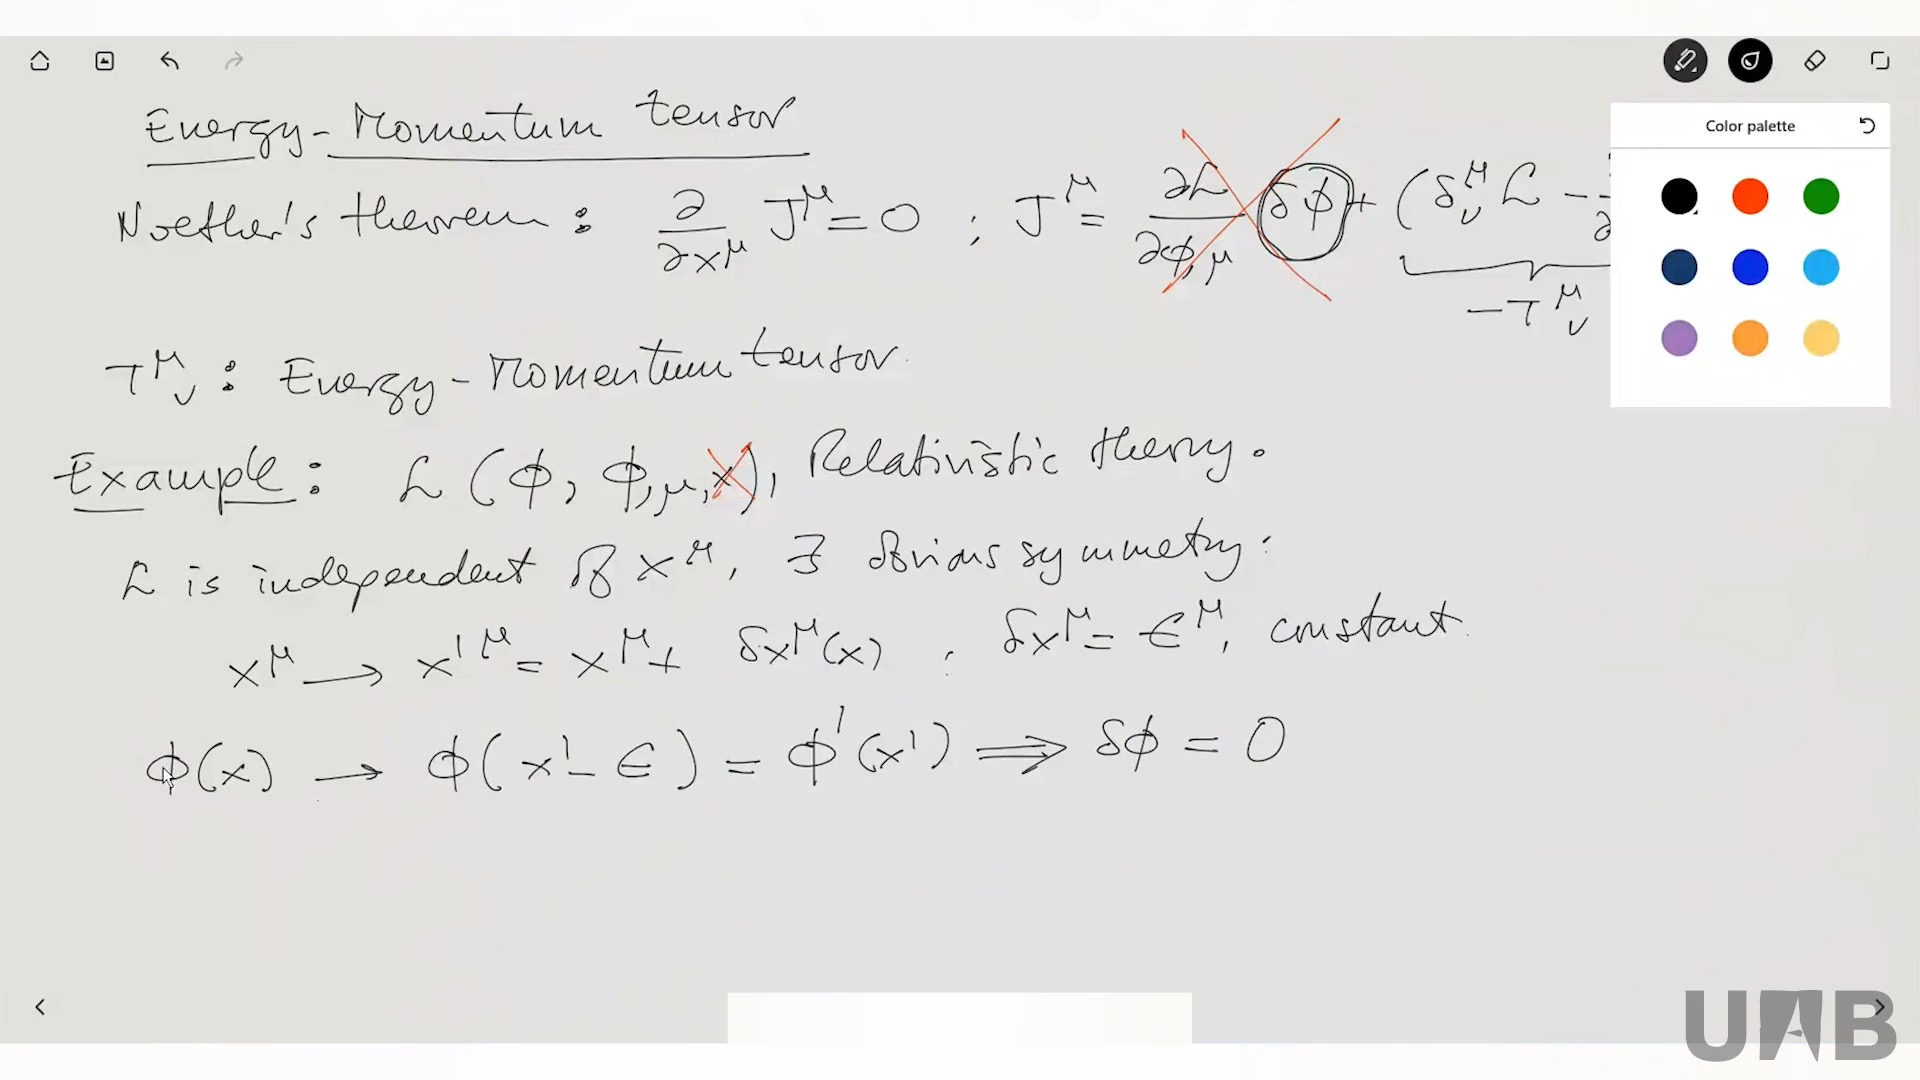 Energy-Momentum tensor
Color palette
Noether's theorem : ∂/∂x^μ J^μ = 0 ; J^μ = ∂ℒ/∂ϕ,μ δϕ + (δ^μ_ν ℒ -
-T^μ_ν
T^μ_ν : Energy-Momentum tensor.
Example : ℒ(ϕ, ϕ,μ, x), Relativistic theory.
ℒ is independent of x^μ, ∃ obvious symmetry:
x^μ → x'^μ = x^μ + δx^μ(x) : δx^μ = ϵ^μ, constant.
ϕ(x) → ϕ(x' - ϵ) = ϕ'(x') ⟹ δϕ = 0
UAB